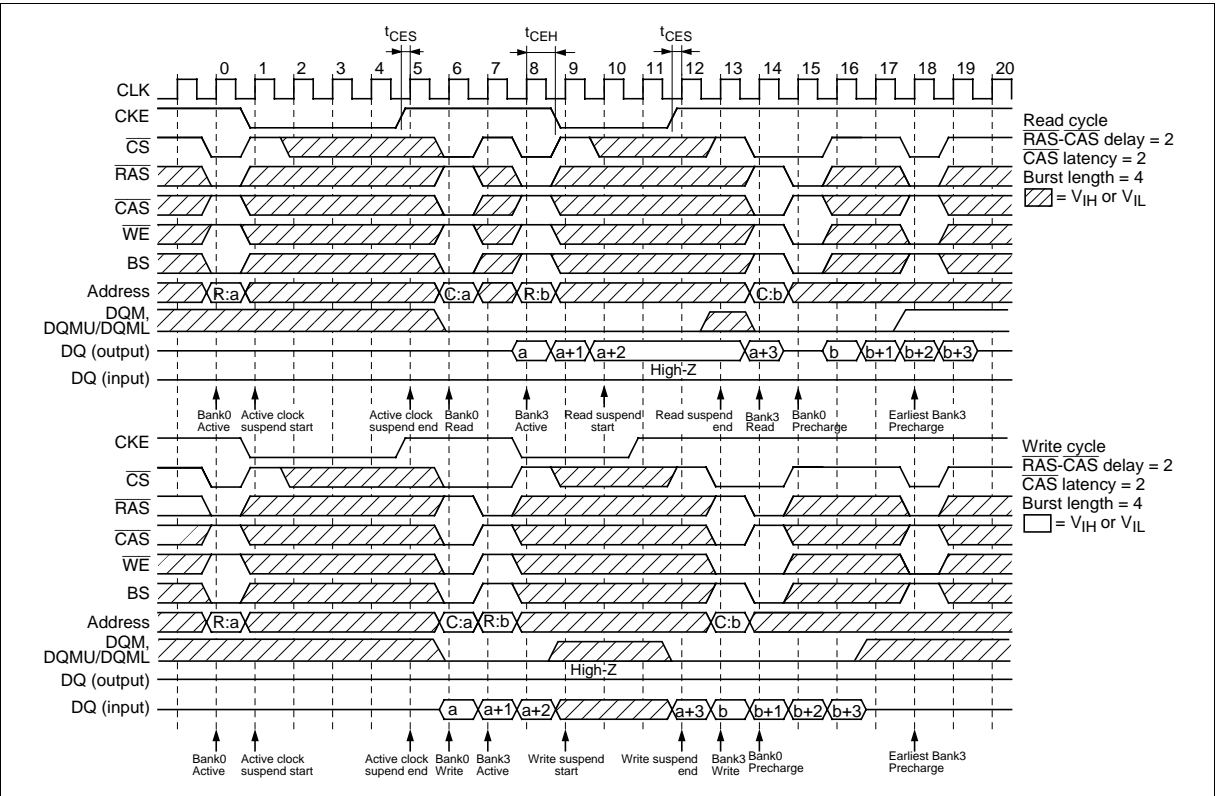 tCES tCEH tCES
0 1 2 3 4 5 6 7 8 9 10 11 12 13 14 15 16 17 18 19 20
CLK
CKE
CS
RAS
CAS
WE
BS
Address R:a C:a R:b C:b
DQM,
DQMU/DQML
DQ (output) a a+1 a+2 a+3 b b+1 b+2 b+3
High-Z
DQ (input)
Bank0 Active
Active clock suspend start
Active clock suspend end
Bank0 Read
Bank3 Active
Read suspend start
Read suspend end
Bank3 Read
Bank0 Precharge
Earliest Bank3 Precharge
Read cycle
RAS-CAS delay = 2
CAS latency = 2
Burst length = 4
= VIH or VIL
CKE
CS
RAS
CAS
WE
BS
Address R:a C:a R:b C:b
DQM,
DQMU/DQML
High-Z
DQ (output)
DQ (input) a a+1 a+2 a+3 b b+1 b+2 b+3
Bank0 Active
Active clock suspend start
Active clock supend end
Bank0 Write
Bank3 Active
Write suspend start
Write suspend end
Bank3 Write
Bank0 Precharge
Earliest Bank3 Precharge
Write cycle
RAS-CAS delay = 2
CAS latency = 2
Burst length = 4
= VIH or VIL